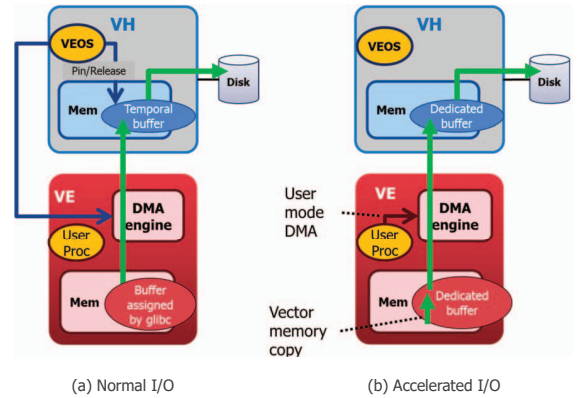 VH
VEOS
Pin/Release
Mem
Temporal
buffer
Disk
VE
DMA
engine
User
Proc
Mem
Buffer
assigned
by glibc
(a) Normal I/O
VH
VEOS
Mem
Dedicated
buffer
Disk
User
mode
DMA
VE
DMA
engine
User
Proc
Mem
Dedicated
buffer
Vector
memory
copy
(b) Accelerated I/O